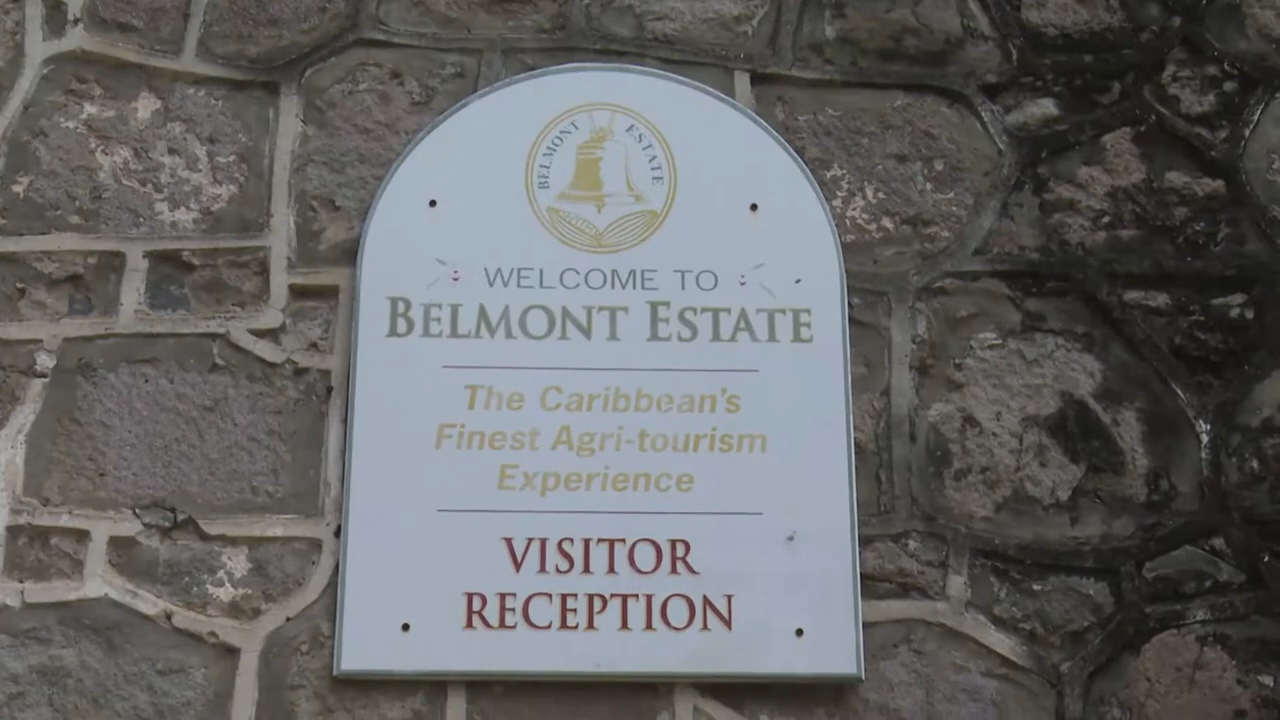 BELMONT ESTATE
WELCOME TO
BELMONT ESTATE
The Caribbean's
Finest Agri-tourism
Experience
VISITOR
RECEPTION